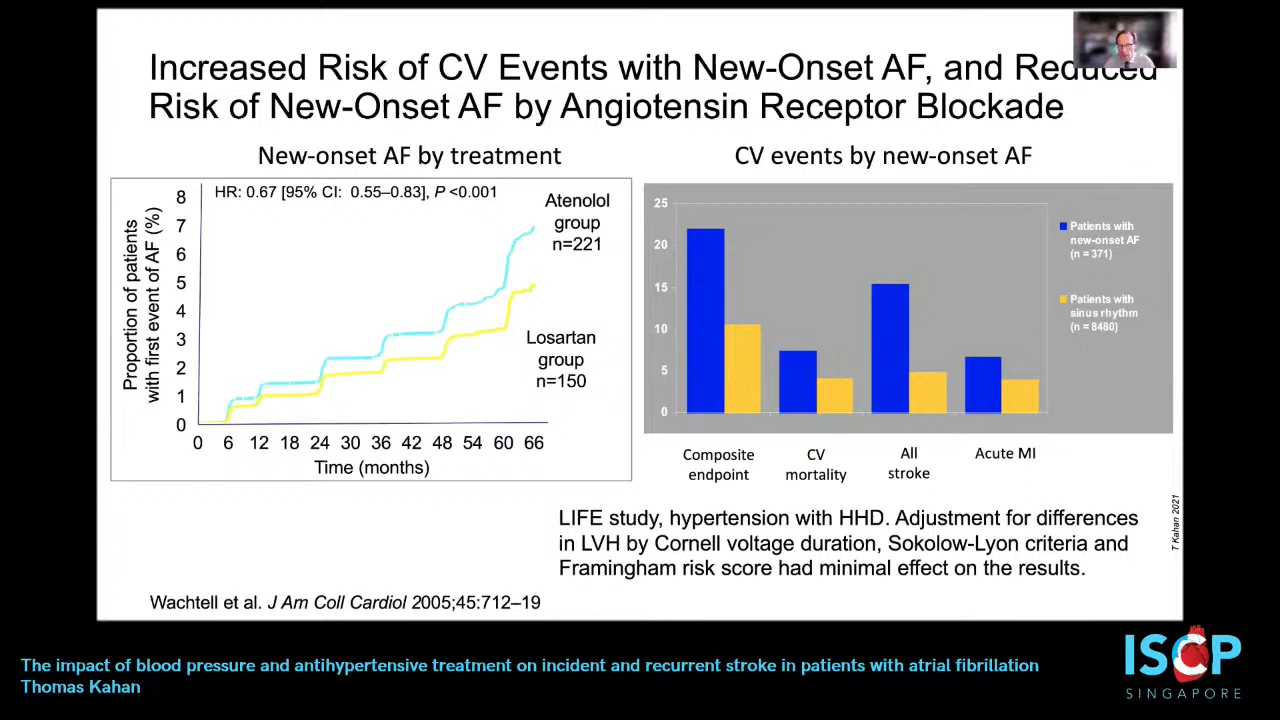 Increased Risk of CV Events with New-Onset AF, and Reduced
Risk of New-Onset AF by Angiotensin Receptor Blockade
New-onset AF by treatment
HR: 0.67 [95% CI: 0.55–0.83], P <0.001
Proportion of patients
with first event of AF (%)
8
7
6
5
4
3
2
1
0
Atenolol
group
n=221
Losartan
group
n=150
0 6 12 18 24 30 36 42 48 54 60 66
Time (months)
CV events by new-onset AF
25
20
15
10
5
0
Patients with
new-onset AF
(n = 371)
Patients with
sinus rhythm
(n = 8480)
Composite
endpoint
CV
mortality
All
stroke
Acute MI
LIFE study, hypertension with HHD. Adjustment for differences
in LVH by Cornell voltage duration, Sokolow-Lyon criteria and
Framingham risk score had minimal effect on the results.
T Kahan 2021
Wachtell et al. J Am Coll Cardiol 2005;45:712–19
The impact of blood pressure and antihypertensive treatment on incident and recurrent stroke in patients with atrial fibrillation
Thomas Kahan
ISCP
SINGAPORE